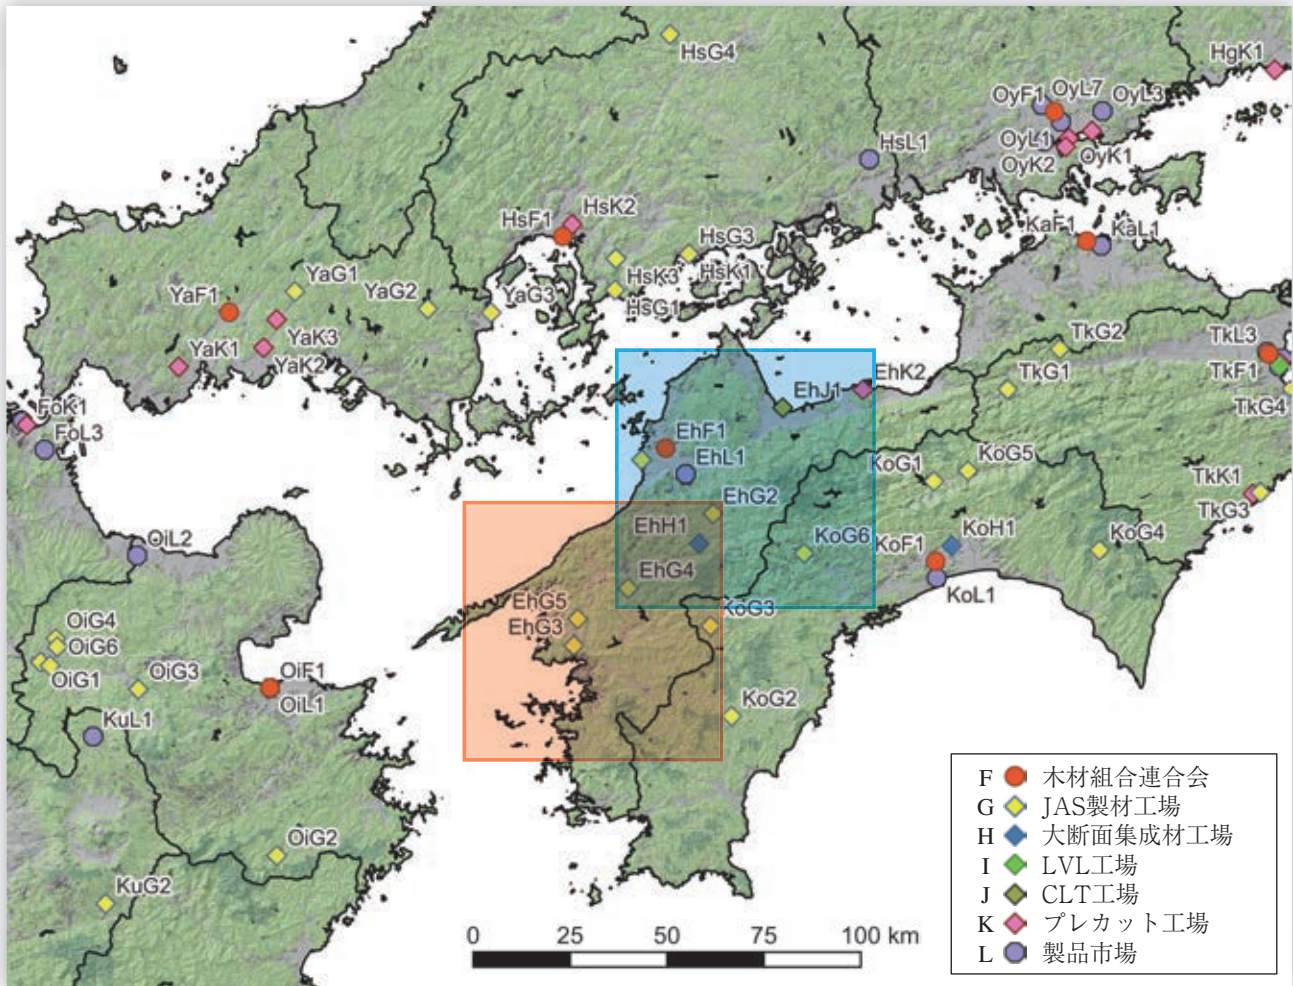 HsG4
HgK1
OyF1
OyL7
OyL3
OyL1
OyK2
OyK1
HsL1
HsK2
HsF1
KaF1
KaL1
HsG3
HsK3
HsK1
HsG1
YaG1
YaG2
YaG3
YaF1
YaK3
YaK1
YaK2
TkG2
TkL3
TkF1
TkG1
TkG4
EhK2
EhJ1
FoK1
FoL3
EhF1
EhL1
KoG1
KoG5
EhG2
TkK1
TkG3
EhH1
KoG6
KoF1
KoH1
KoG4
OiL2
EhG4
KoL1
EhG5
KoG3
EhG3
OiG4
OiG6
OiG1
OiG3
OiF1
OiL1
KoG2
KuL1
OiG2
KuG2
F 木材組合連合会
G JAS製材工場
H 大断面集成材工場
I LVL工場
J CLT工場
K プレカット工場
L 製品市場
0 25 50 75 100 km